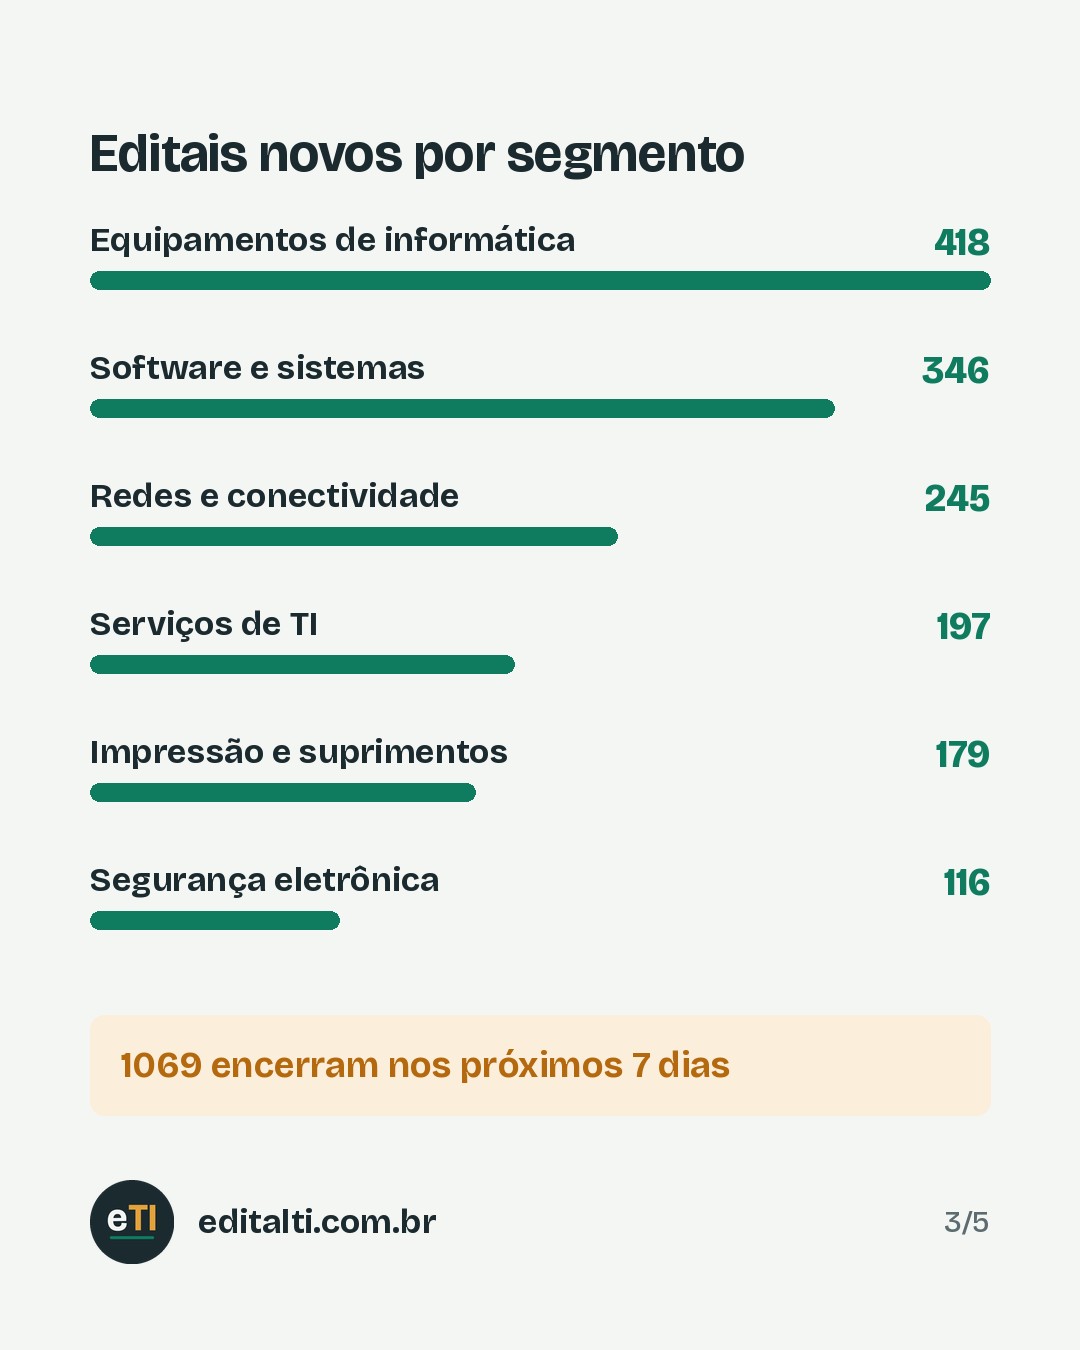 Editais novos por segmento
Equipamentos de informática 418
Software e sistemas 346
Redes e conectividade 245
Serviços de TI 197
Impressão e suprimentos 179
Segurança eletrônica 116
1069 encerram nos próximos 7 dias
eTI editalti.com.br 3/5